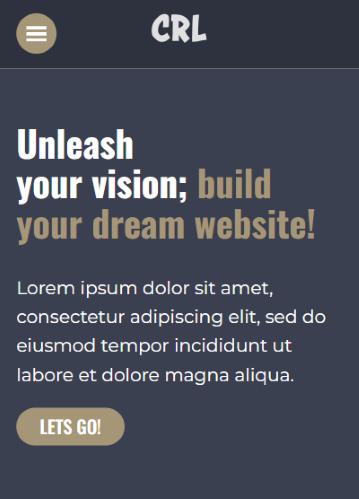 CRL
Unleash
your vision; build
your dream website!
Lorem ipsum dolor sit amet,
consectetur adipiscing elit, sed do
eiusmod tempor incididunt ut
labore et dolore magna aliqua.
LETS GO!